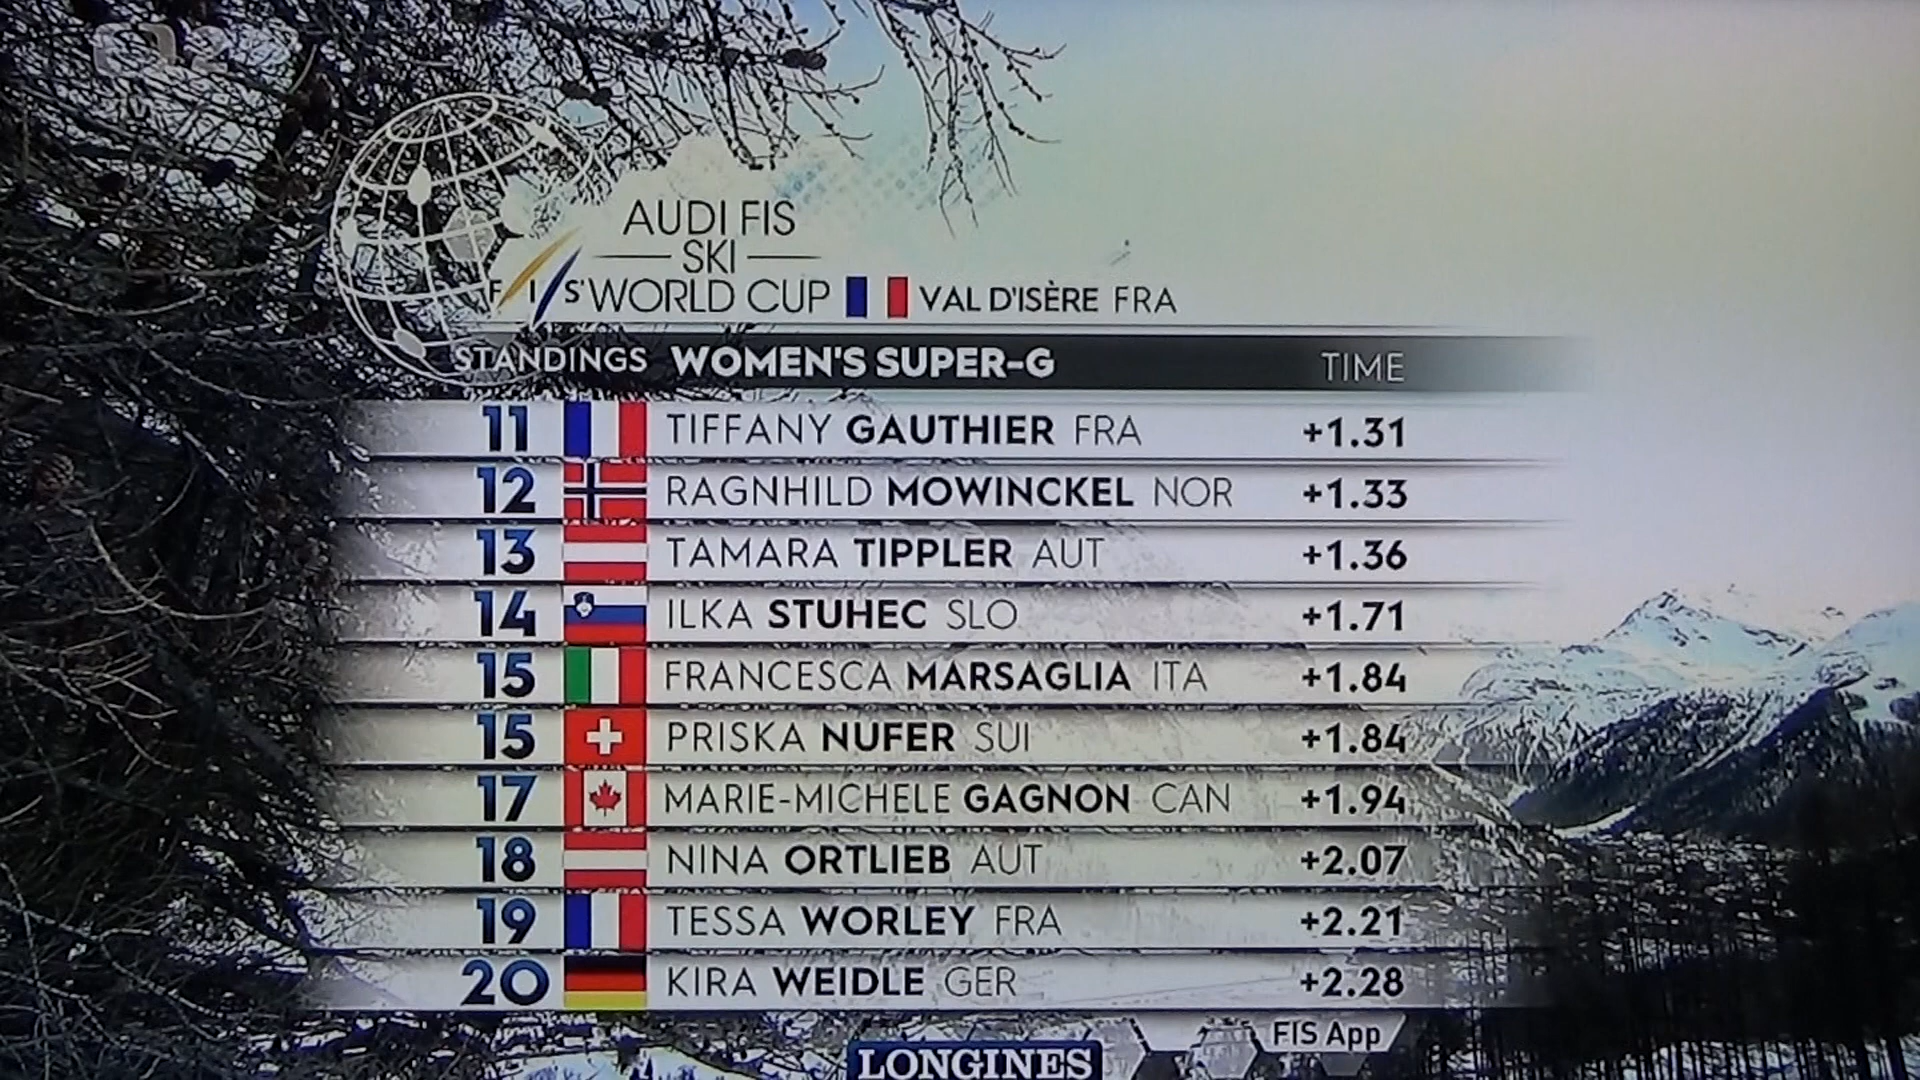 2
AUDI FIS
SKI
WORLD CUP VAL D'ISÈRE FRA
F I S
STANDINGS WOMEN'S SUPER-G TIME
11 TIFFANY GAUTHIER FRA +1.31
12 RAGNHILD MOWINCKEL NOR +1.33
13 TAMARA TIPPLER AUT +1.36
14 ILKA STUHEC SLO +1.71
15 FRANCESCA MARSAGLIA ITA +1.84
15 PRISKA NUFER SUI +1.84
17 MARIE-MICHELE GAGNON CAN +1.94
18 NINA ORTLIEB AUT +2.07
19 TESSA WORLEY FRA +2.21
20 KIRA WEIDLE GER +2.28
FIS App
LONGINES